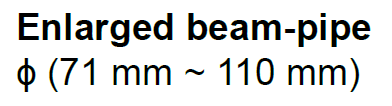 Enlarged beam-pipe
ϕ (71 mm ~ 110 mm)